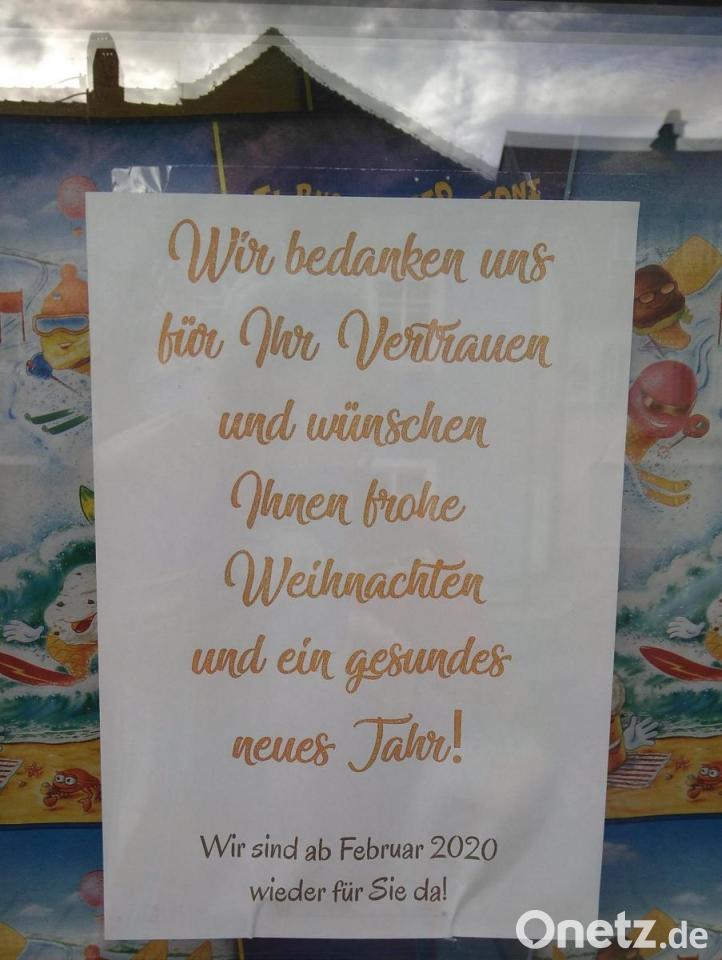 Wir bedanken uns
für Ihr Vertrauen
und wünschen
Ihnen frohe
Weihnachten
und ein gesundes
neues Jahr!
Wir sind ab Februar 2020
wieder für Sie da!
Onetz.de